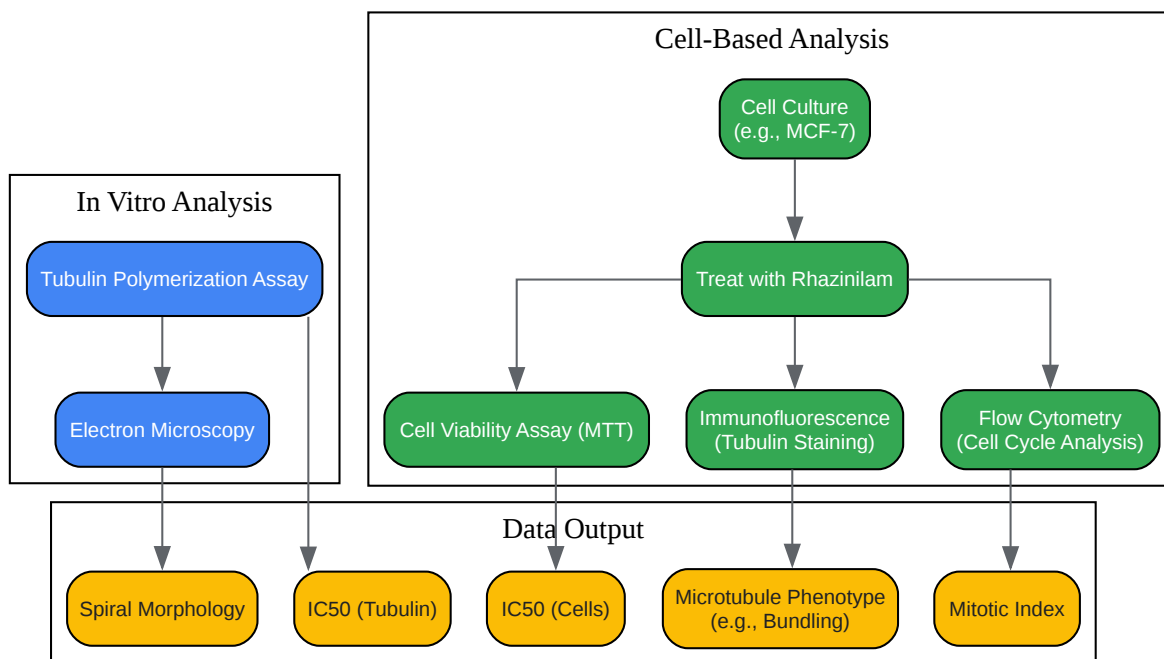 Cell-Based Analysis
Cell Culture
(e.g., MCF-7)
In Vitro Analysis
Tubulin Polymerization Assay
Treat with Rhazinilam
Electron Microscopy
Cell Viability Assay (MTT)
Immunofluorescence
(Tubulin Staining)
Flow Cytometry
(Cell Cycle Analysis)
Data Output
Spiral Morphology
IC50 (Tubulin)
IC50 (Cells)
Microtubule Phenotype
(e.g., Bundling)
Mitotic Index